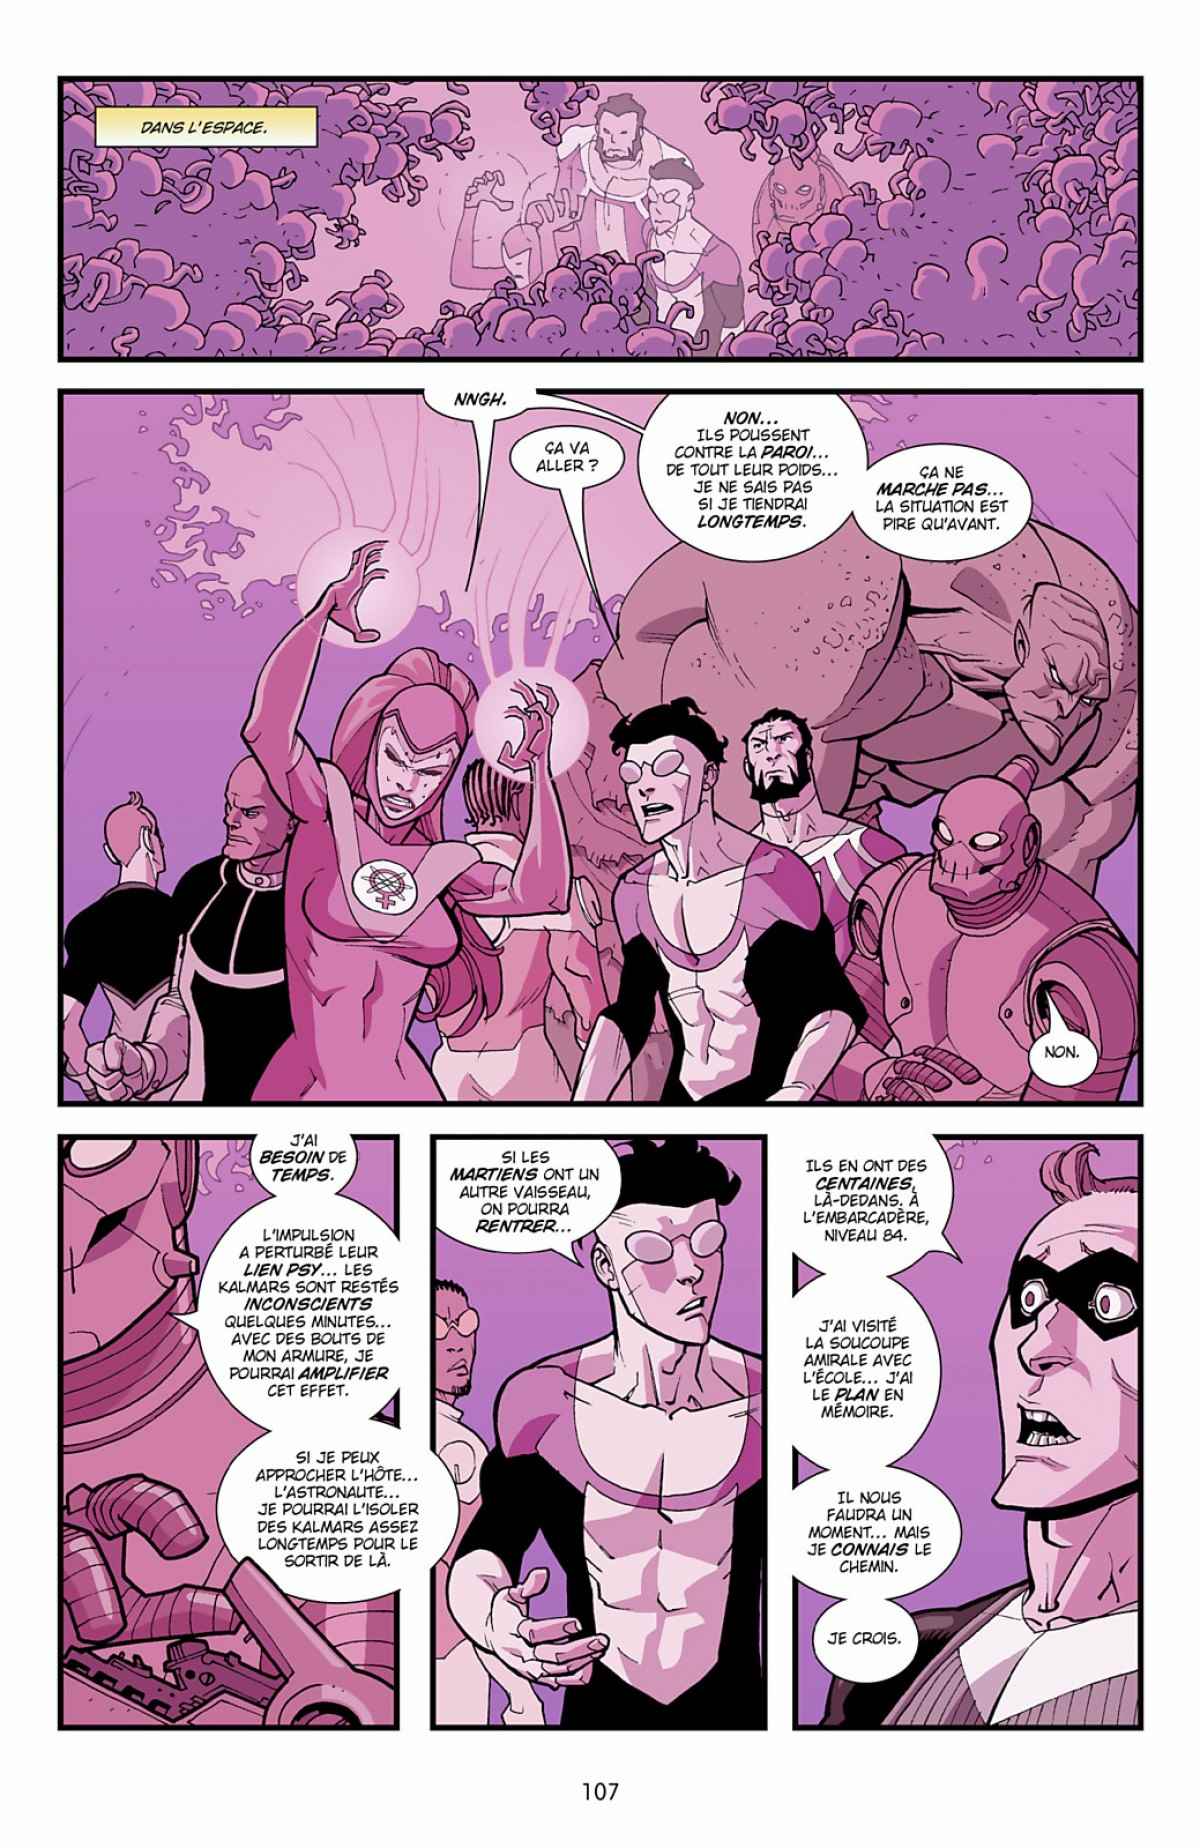 DANS L'ESPACE.
NNGH.
ÇA VA
ALLER ?
NON...
ILS POUSSENT
CONTRE LA PAROI...
DE TOUT LEUR POIDS...
JE NE SAIS PAS
SI JE TIENDRAI
LONGTEMPS.
ÇA NE
MARCHE PAS...
LA SITUATION EST
PIRE QU'AVANT.
NON.
J'AI
BESOIN DE
TEMPS.
L'IMPULSION
A PERTURBÉ LEUR
LIEN PSY... LES
KALMARS SONT RESTÉS
INCONSCIENTS
QUELQUES MINUTES...
AVEC DES BOUTS DE
MON ARMURE, JE
POURRAI AMPLIFIER
CET EFFET.
SI JE PEUX
APPROCHER L'HÔTE...
L'ASTRONAUTE...
JE POURRAI L'ISOLER
DES KALMARS ASSEZ
LONGTEMPS POUR LE
SORTIR DE LÀ.
SI LES
MARTIENS ONT UN
AUTRE VAISSEAU,
ON POURRA
RENTRER...
ILS EN ONT DES
CENTAINES,
LÀ-DEDANS. À
L'EMBARCADÈRE,
NIVEAU 84.
J'AI VISITÉ
LA SOUCOUPE
AMIRALE AVEC
L'ÉCOLE... J'AI
LE PLAN EN
MÉMOIRE.
IL NOUS
FAUDRA UN
MOMENT... MAIS
JE CONNAIS LE
CHEMIN.
JE CROIS.
107